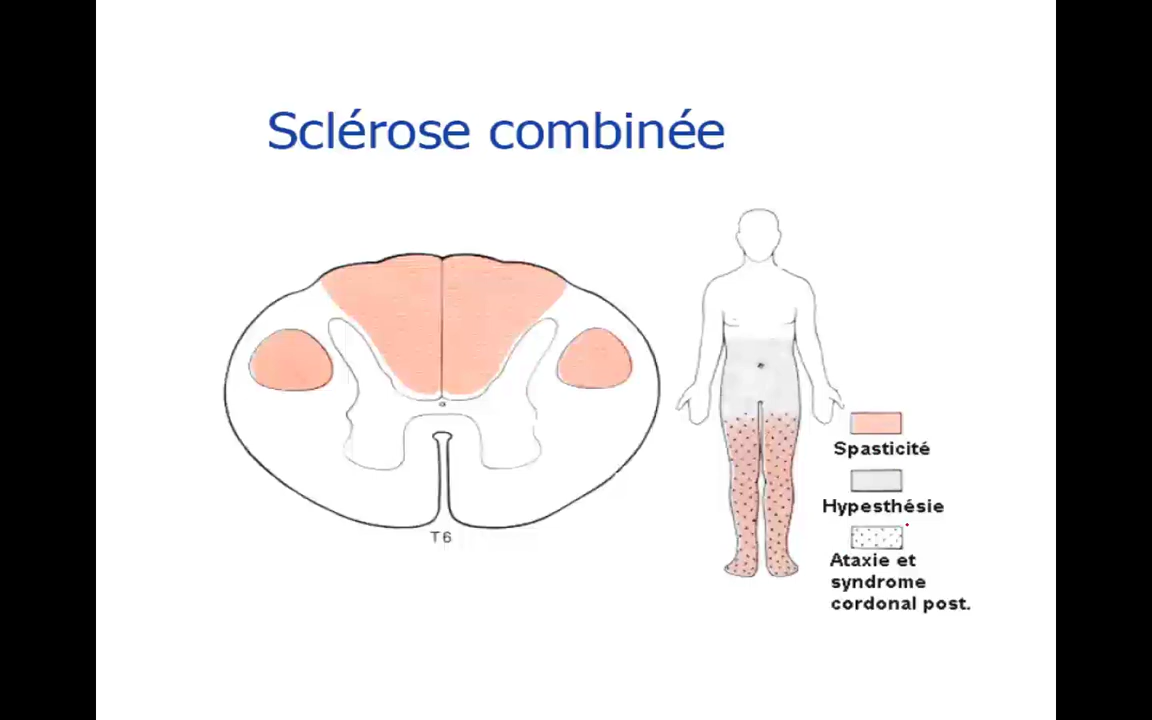 Sclérose combinée
T6
Spasticité
Hypesthésie
Ataxie et
syndrome
cordonal post.